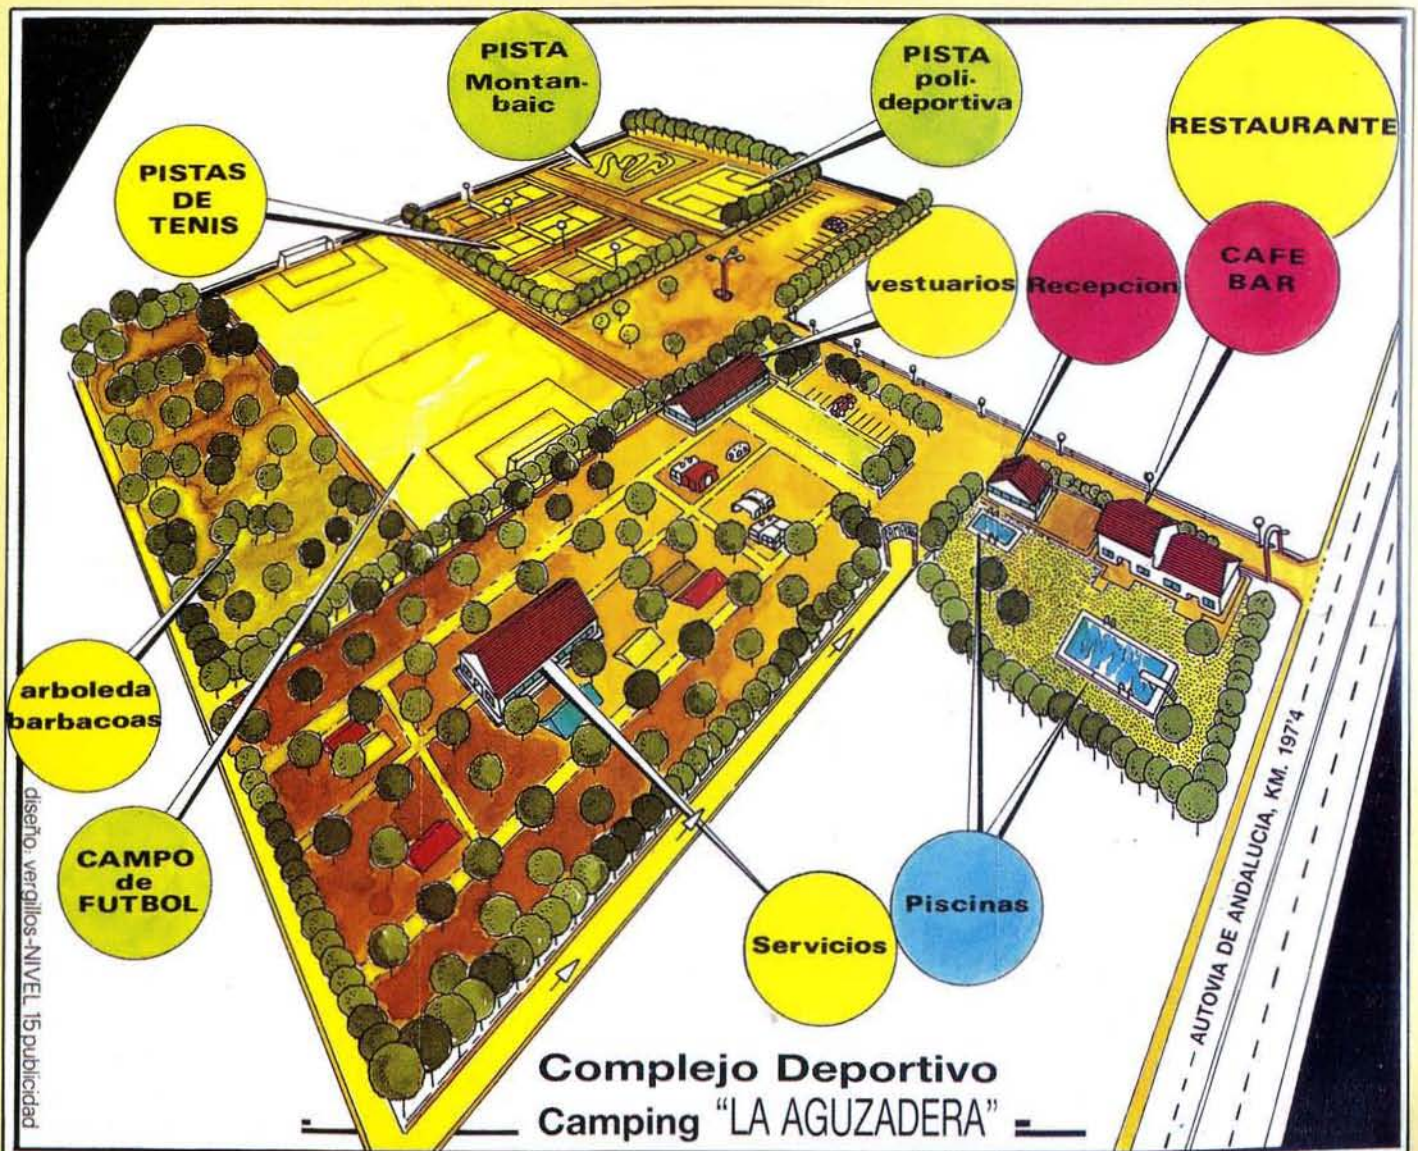 PISTA
Montan-
baic
PISTA
poli-
deportiva
RESTAURANTE
PISTAS
DE
TENIS
vestuarios
Recepcion
CAFE
BAR
arboleda
barbacoas
CAMPO
de
FUTBOL
Servicios
Piscinas
AUTOVIA DE ANDALUCIA, KM. 197'4
diseño: vergillos-NIVEL 15 publicidad
Complejo Deportivo
Camping "LA AGUZADERA"